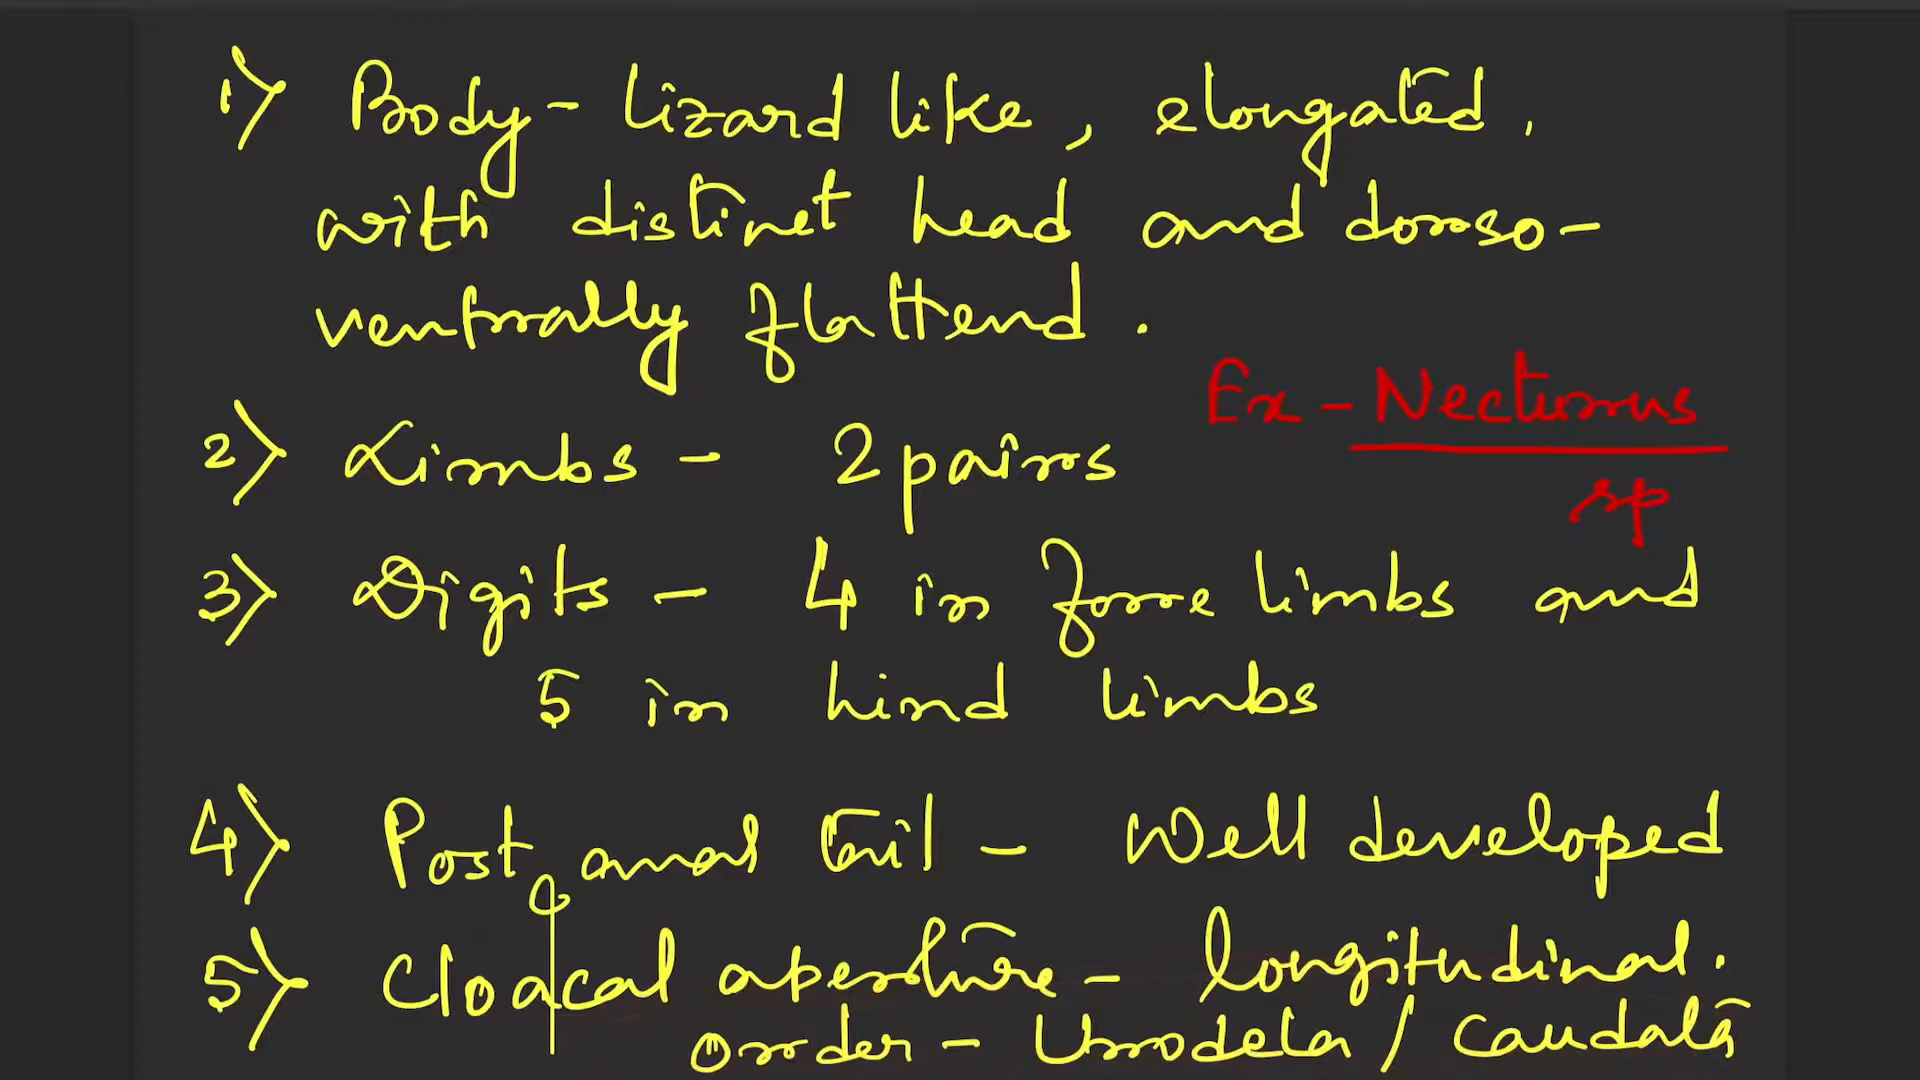 1) Body - lizard like, elongated,
with distinct head and dorso-
ventrally flattend.
Ex - Necturus
sp
2) Limbs - 2 pairs
3) Digits - 4 in fore limbs and
5 in hind limbs
4) Post anal tail - Well developed
5) Cloacal aperture - longitudinal.
order - Urodela / Caudata